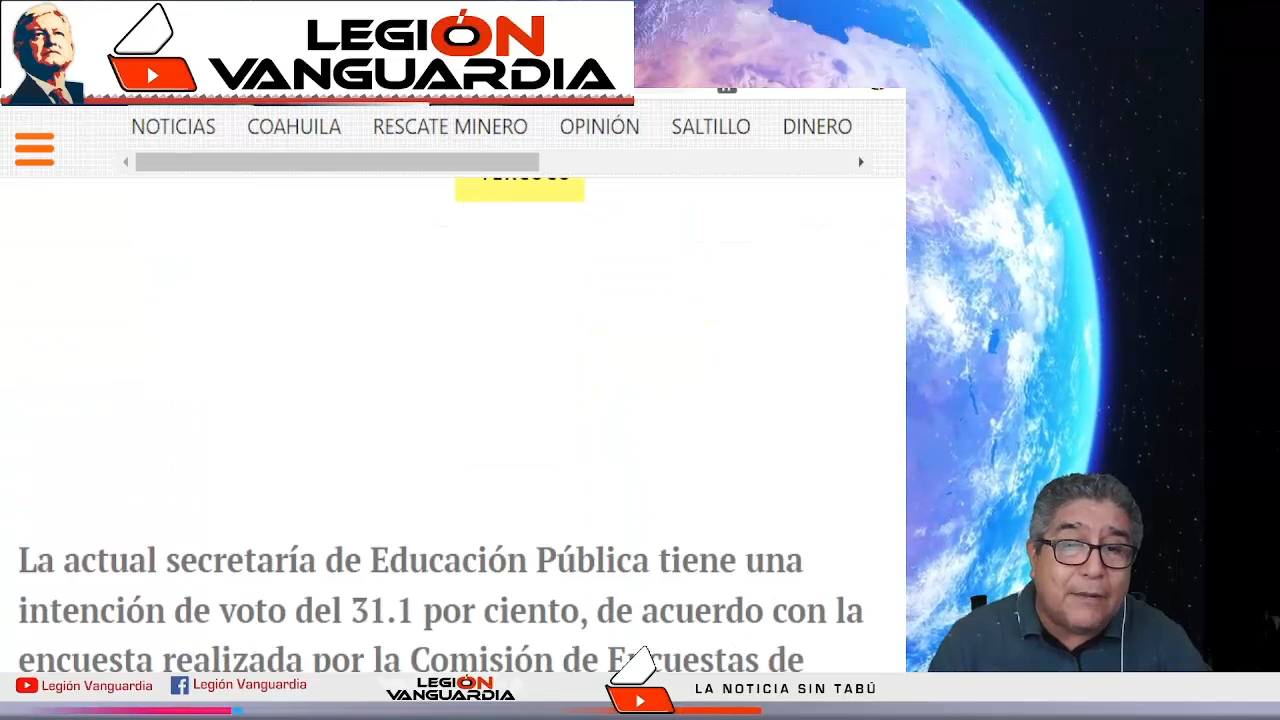 LEGIÓN
VANGUARDIA
NOTICIAS COAHUILA RESCATE MINERO OPINIÓN SALTILLO DINERO
La actual secretaría de Educación Pública tiene una
intención de voto del 31.1 por ciento, de acuerdo con la
encuesta realizada por la Comisión de Encuestas de
Legión Vanguardia Legión Vanguardia LEGIÓN VANGUARDIA LA NOTICIA SIN TABÚ